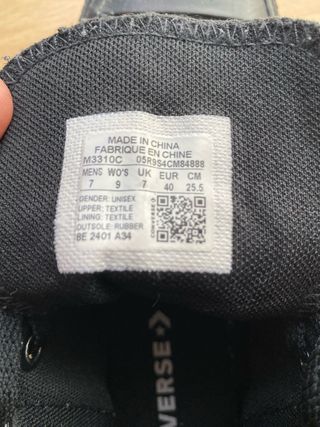 MADE IN CHINA
FABRIQUE EN CHINE
M3310C 05R9S4CM84888
MENS WO'S UK EUR CM
7 9 7 40 25.5
GENDER: UNISEX
UPPER: TEXTILE
LINING: TEXTILE
OUTSOLE: RUBBER
BE 2401 A34
CONVERSE
VERSE